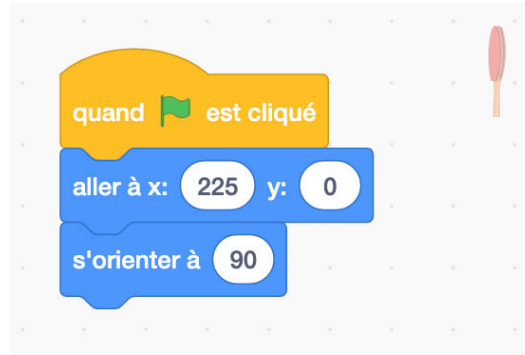 quand est cliqué
aller à x: 225 y: 0
s'orienter à 90